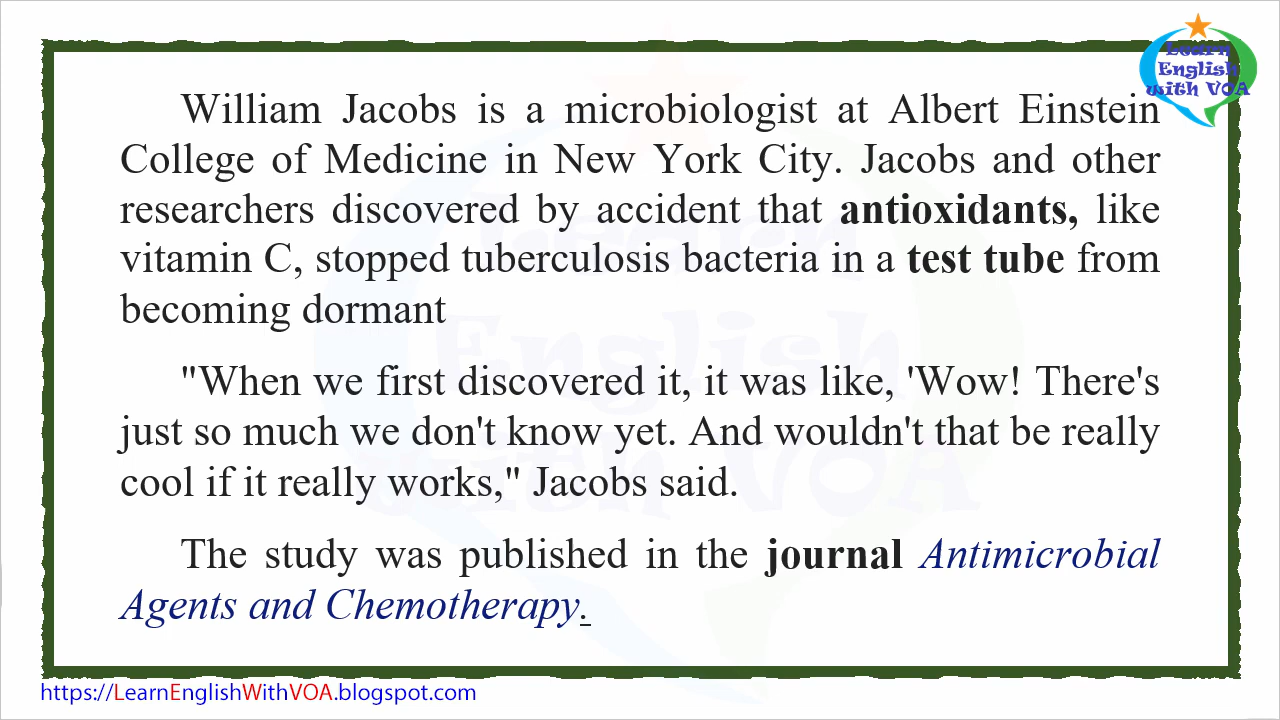 Learn
English
with VOA
William Jacobs is a microbiologist at Albert Einstein
College of Medicine in New York City. Jacobs and other
researchers discovered by accident that antioxidants, like
vitamin C, stopped tuberculosis bacteria in a test tube from
becoming dormant
"When we first discovered it, it was like, 'Wow! There's
just so much we don't know yet. And wouldn't that be really
cool if it really works," Jacobs said.
The study was published in the journal Antimicrobial
Agents and Chemotherapy.
Learn
English
with VOA
https://LearnEnglishWithVOA.blogspot.com